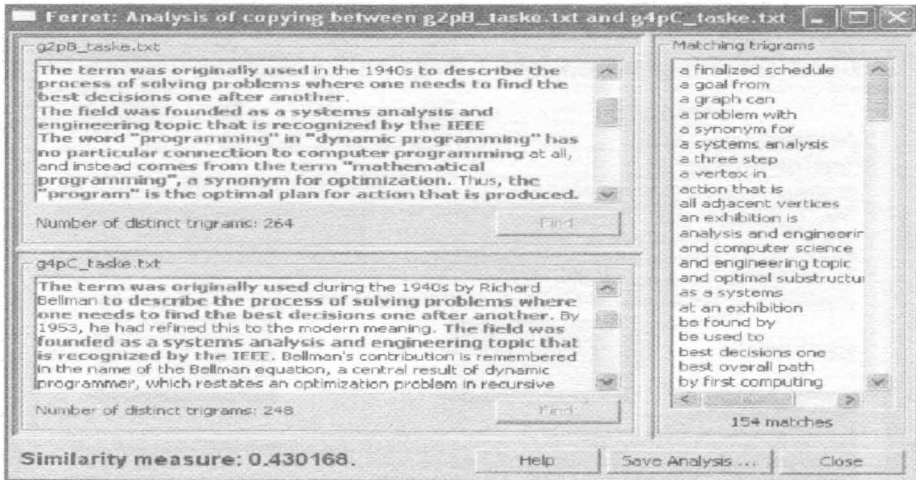 Ferret: Analysis of copying between g2pB_taske.txt and g4pC_taske.txt
g2pB_taske.txt
The term was originally used in the 1940s to describe the
process of solving problems where one needs to find the
best decisions one after another.
The field was founded as a systems analysis and
engineering topic that is recognized by the IEEE
The word "programming" in "dynamic programming" has
no particular connection to computer programming at all,
and instead comes from the term "mathematical
programming", a synonym for optimization. Thus, the
"program" is the optimal plan for action that is produced.
Number of distinct trigrams: 264
Find
g4pC_taske.txt
The term was originally used during the 1940s by Richard
Bellman to describe the process of solving problems where
one needs to find the best decisions one after another. By
1953, he had refined this to the modern meaning. The field was
founded as a systems analysis and engineering topic that
is recognized by the IEEE. Bellman's contribution is remembered
in the name of the Bellman equation, a central result of dynamic
programmer, which restates an optimization problem in recursive
Number of distinct trigrams: 248
Find
Matching trigrams
a finalized schedule
a goal from
a graph can
a problem with
a synonym for
a systems analysis
a three step
a vertex in
action that is
all adjacent vertices
an exhibition is
analysis and engineerir
and computer science
and engineering topic
and optimal substructu
as a systems
at an exhibition
be found by
be used to
best decisions one
best overall path
by first computing
154 matches
Similarity measure: 0.430168.
Help
Save Analysis ...
Close